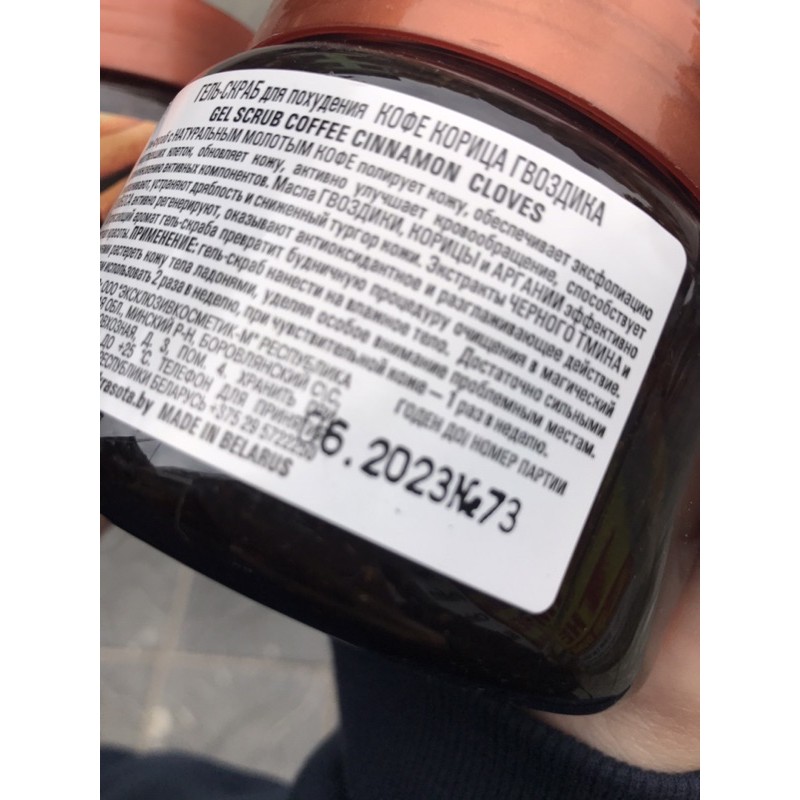 ГЕЛЬ-СКРАБ для похудения КОФЕ КОРИЦА ГВОЗДИКА
GEL SCRUB COFFEE CINNAMON CLOVES
с НАТУРАЛЬНЫМ МОЛОТЫМ КОФЕ полирует кожу, обеспечивает эксфолиацию
клеток, обновляет кожу, активно улучшает кровообращение, способствует
активных компонентов. Масла ГВОЗДИКИ, КОРИЦЫ и АРГАНИИ эффективно
устраняют дряблость и сниженный тургор кожи. Экстракты ЧЕРНОГО ТМИНА и
активно регенерируют, оказывают антиоксидантное и разглаживающее действие.
аромат гель-скраба превратит будничную процедуру очищения в магический
красоты. ПРИМЕНЕНИЕ: гель-скраб нанести на влажное тело. Достаточно сильными
растереть кожу тела ладонями, уделяя особое внимание проблемным местам.
использовать 2 раза в неделю, при чувствительной коже – 1 раз в неделю.
ООО "ЭКСКЛЮЗИВКОСМЕТИК-М" РЕСПУБЛИКА
ОБЛ, МИНСКИЙ Р-Н, БОРОВЛЯНСКИЙ С/С,
Д. 3, ПОМ. 4. ХРАНИТЬ
ДО +25 °С. ТЕЛЕФОН ДЛЯ
РЕСПУБЛИКИ БЕЛАРУСЬ +375 29
krasota.by MADE IN BELARUS
ГОДЕН ДО/ НОМЕР ПАРТИИ
06.2023№73